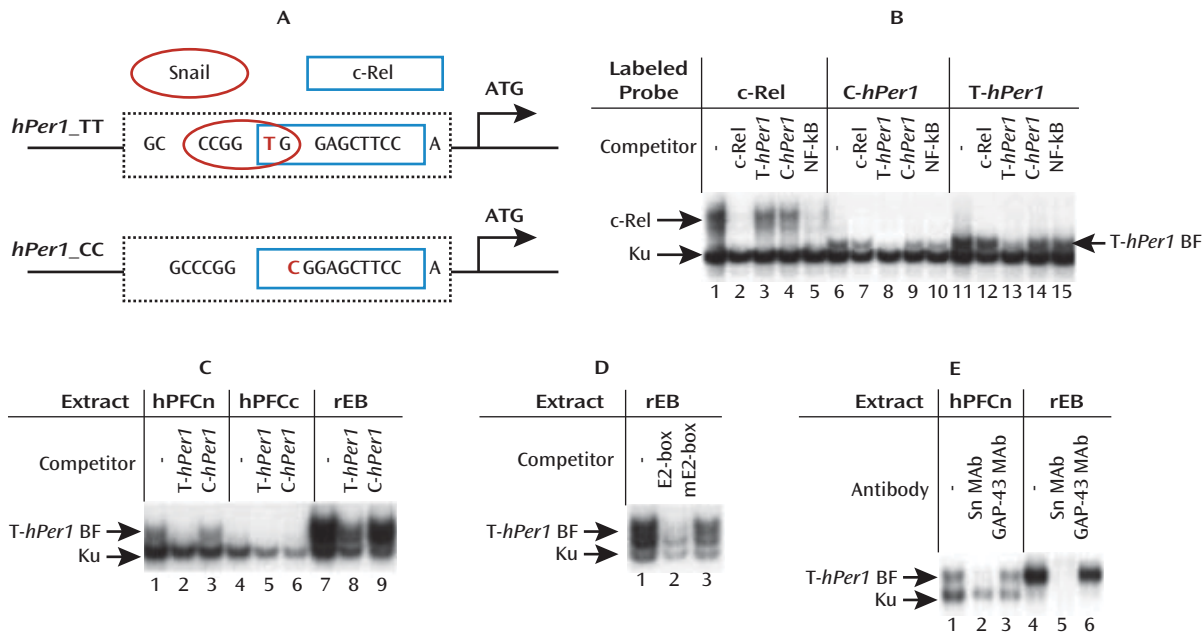 A
Snail
c-Rel
ATG
hPer1_TT
GC CCGG TG GAGCTTCC A
ATG
hPer1_CC
GCCCGG CGGAGCTTCC A
B
Labeled Probe c-Rel C-hPer1 T-hPer1
Competitor - c-Rel T-hPer1 C-hPer1 NF-kB - c-Rel T-hPer1 C-hPer1 NF-kB - c-Rel T-hPer1 C-hPer1 NF-kB
c-Rel
T-hPer1 BF
Ku
1 2 3 4 5 6 7 8 9 10 11 12 13 14 15
C
Extract hPFCn hPFCc rEB
Competitor - T-hPer1 C-hPer1 - T-hPer1 C-hPer1 - T-hPer1 C-hPer1
T-hPer1 BF
Ku
1 2 3 4 5 6 7 8 9
D
Extract rEB
Competitor - E2-box mE2-box
T-hPer1 BF
Ku
1 2 3
E
Extract hPFCn rEB
Antibody - Sn MAb GAP-43 MAb - Sn MAb GAP-43 MAb
T-hPer1 BF
Ku
1 2 3 4 5 6